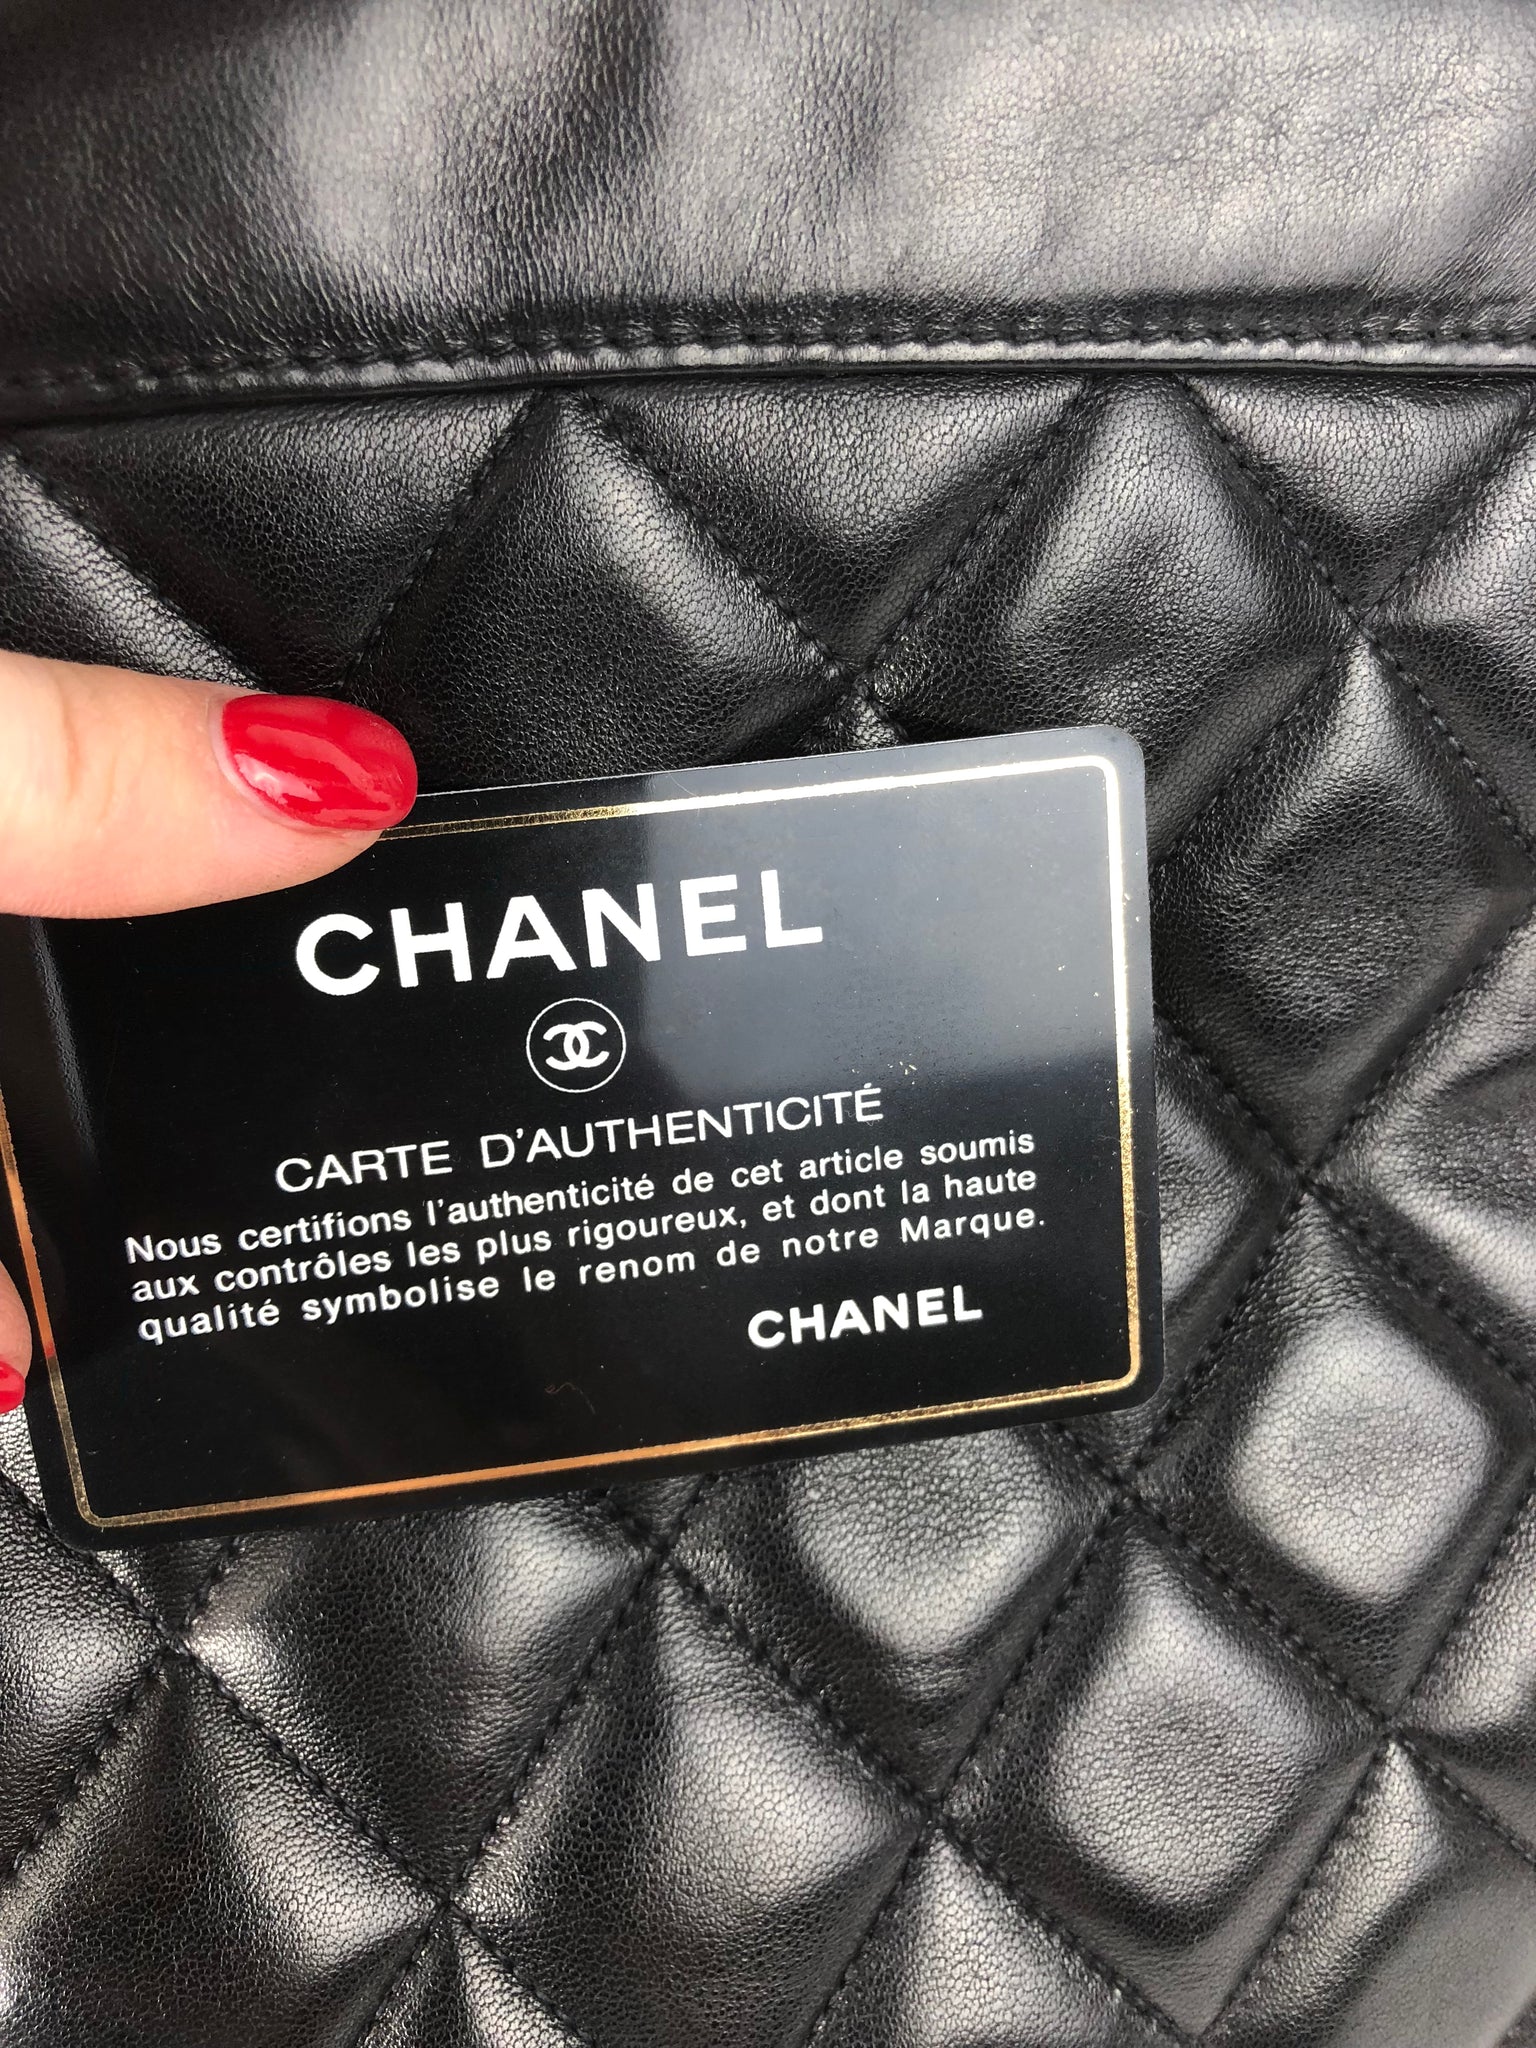 CHANEL
CARTE D'AUTHENTICITÉ
Nous certifions l'authenticité de cet article soumis
aux contrôles les plus rigoureux, et dont la haute
qualité symbolise le renom de notre Marque.
CHANEL